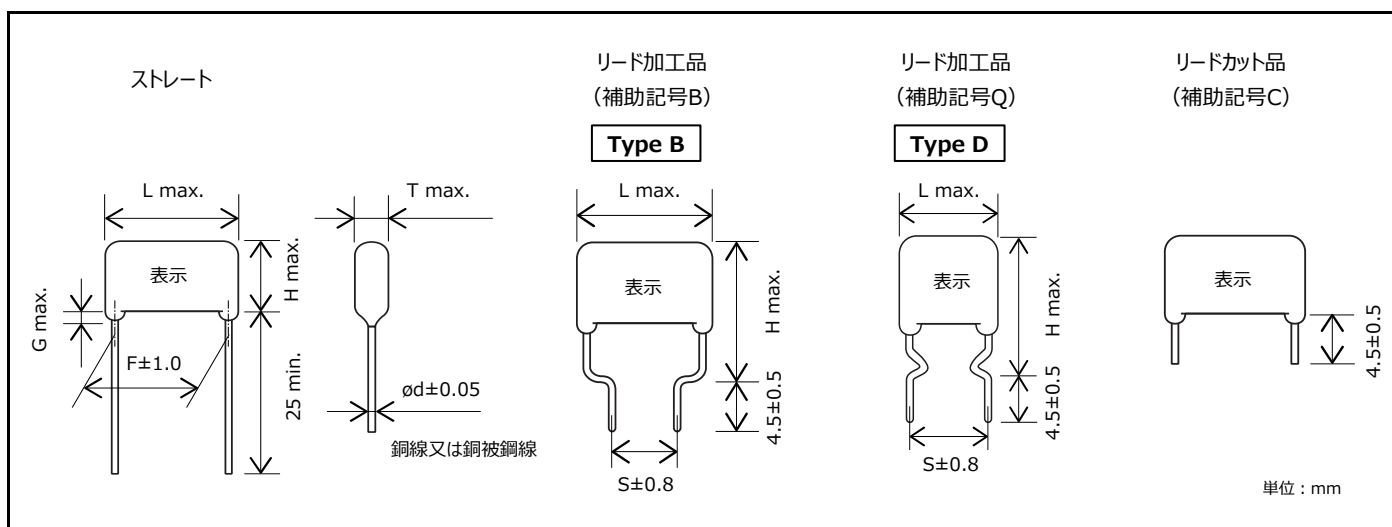 ストレート
リード加工品
（補助記号B）
Type B
リード加工品
（補助記号Q）
Type D
リードカット品
（補助記号C）
L max.
T max.
表示
H max.
G max.
F±1.0
25 min.
ød±0.05
銅線又は銅被鋼線
L max.
表示
H max.
4.5±0.5
S±0.8
L max.
表示
H max.
4.5±0.5
S±0.8
表示
4.5±0.5
単位：mm